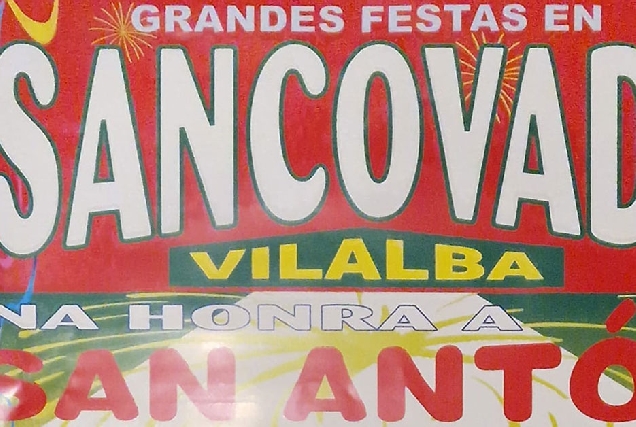 GRANDES FESTAS EN
SANCOVAD
VILALBA
NA HONRA A
SAN ANTÓ